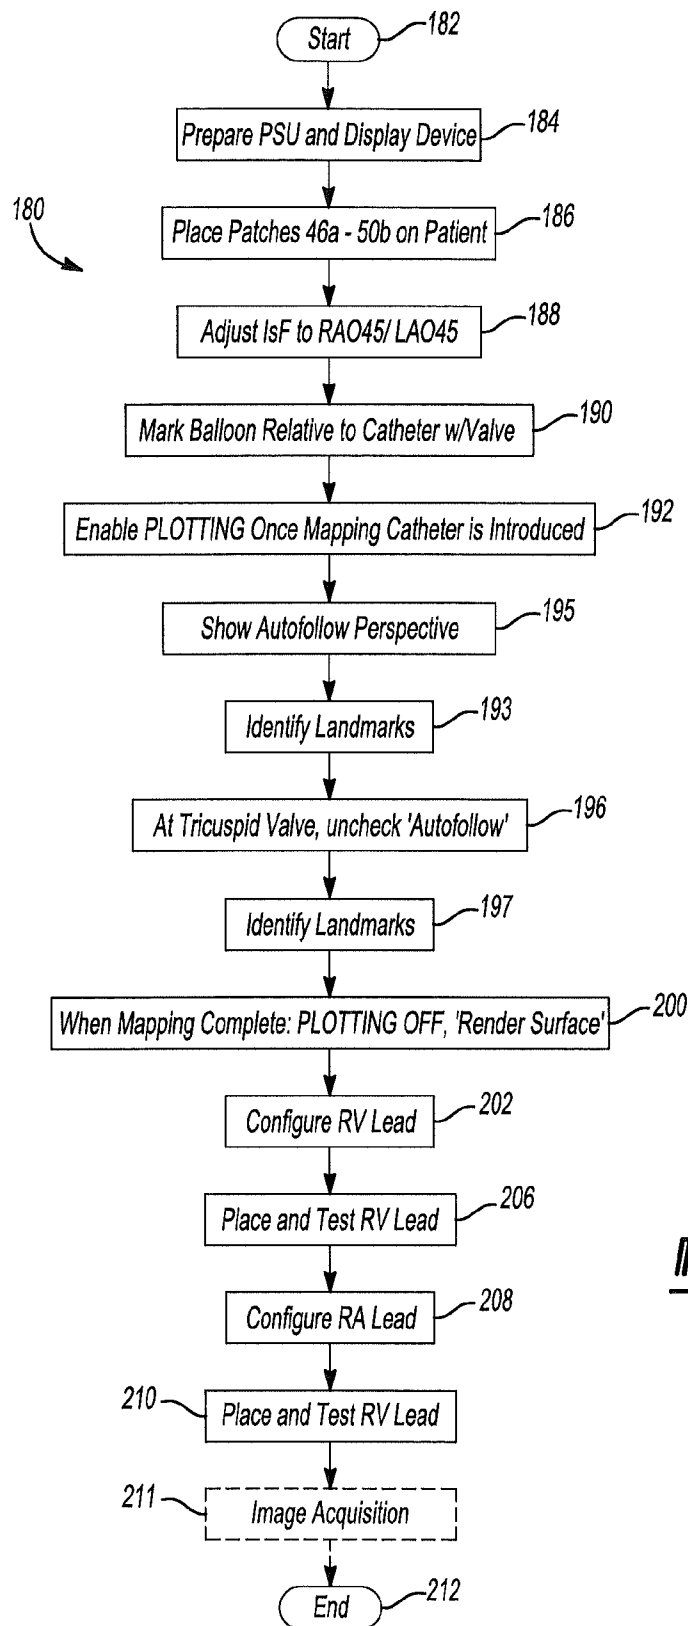 Start
182
Prepare PSU and Display Device
184
180
Place Patches 46a - 50b on Patient
186
Adjust IsF to RAO45/ LAO45
188
Mark Balloon Relative to Catheter w/Valve
190
Enable PLOTTING Once Mapping Catheter is Introduced
192
Show Autofollow Perspective
195
Identify Landmarks
193
At Tricuspid Valve, uncheck 'Autofollow'
196
Identify Landmarks
197
When Mapping Complete: PLOTTING OFF, 'Render Surface'
200
Configure RV Lead
202
Place and Test RV Lead
206
Configure RA Lead
208
210
Place and Test RV Lead
211
Image Acquisition
End
212